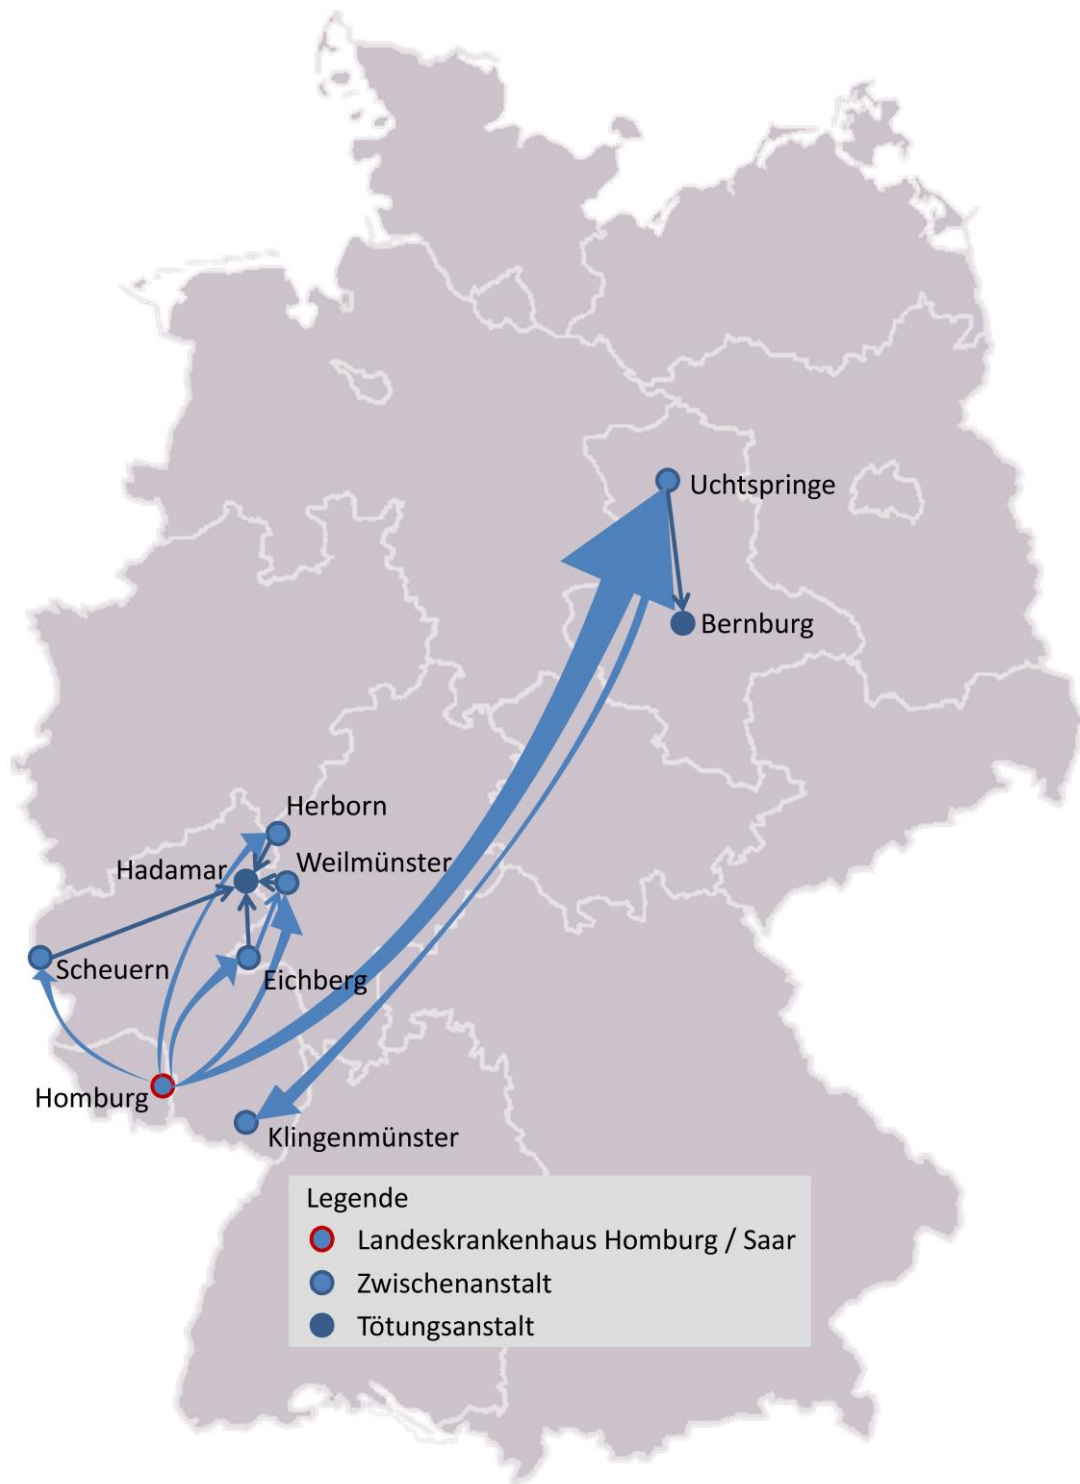 Uchtspringe
Bernburg
Herborn
Hadamar
Weilmünster
Scheuern
Eichberg
Homburg
Klingenmünster
Legende
Landeskrankenhaus Homburg / Saar
Zwischenanstalt
Tötungsanstalt